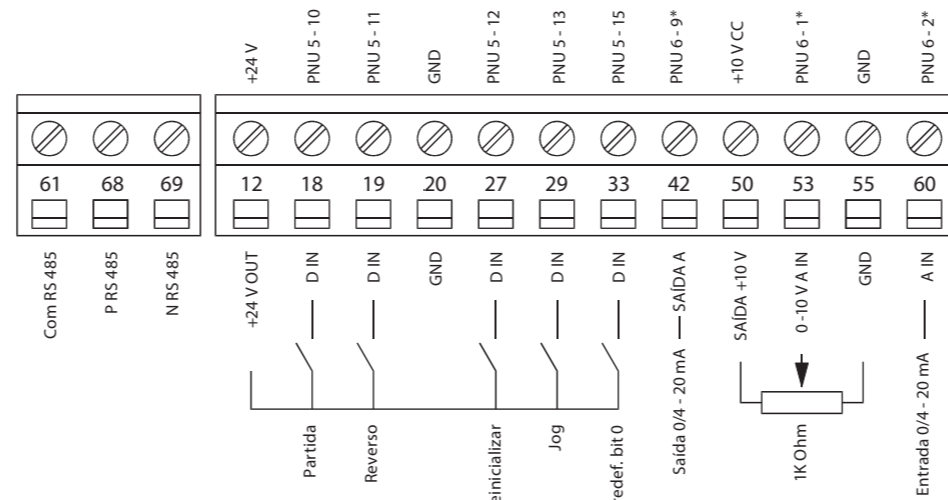 +24 V
PNU 5 - 10
PNU 5 - 11
GND
PNU 5 - 12
PNU 5 - 13
PNU 5 - 15
PNU 6 - 9*
+10 V CC
PNU 6 - 1*
GND
PNU 6 - 2*
61 68 69
12 18 19 20 27 29 33 42 50 53 55 60
Com RS 485
P RS 485
N RS 485
+24 V OUT
D IN
D IN
GND
D IN
D IN
D IN
Saída 0/4 - 20 mA — SAÍDA A
SAÍDA +10 V
0 -10 V A IN
GND
Entrada 0/4 - 20 mA — A IN
Partida
Reverso
einicializar
Jog
redef. bit 0
1K Ohm